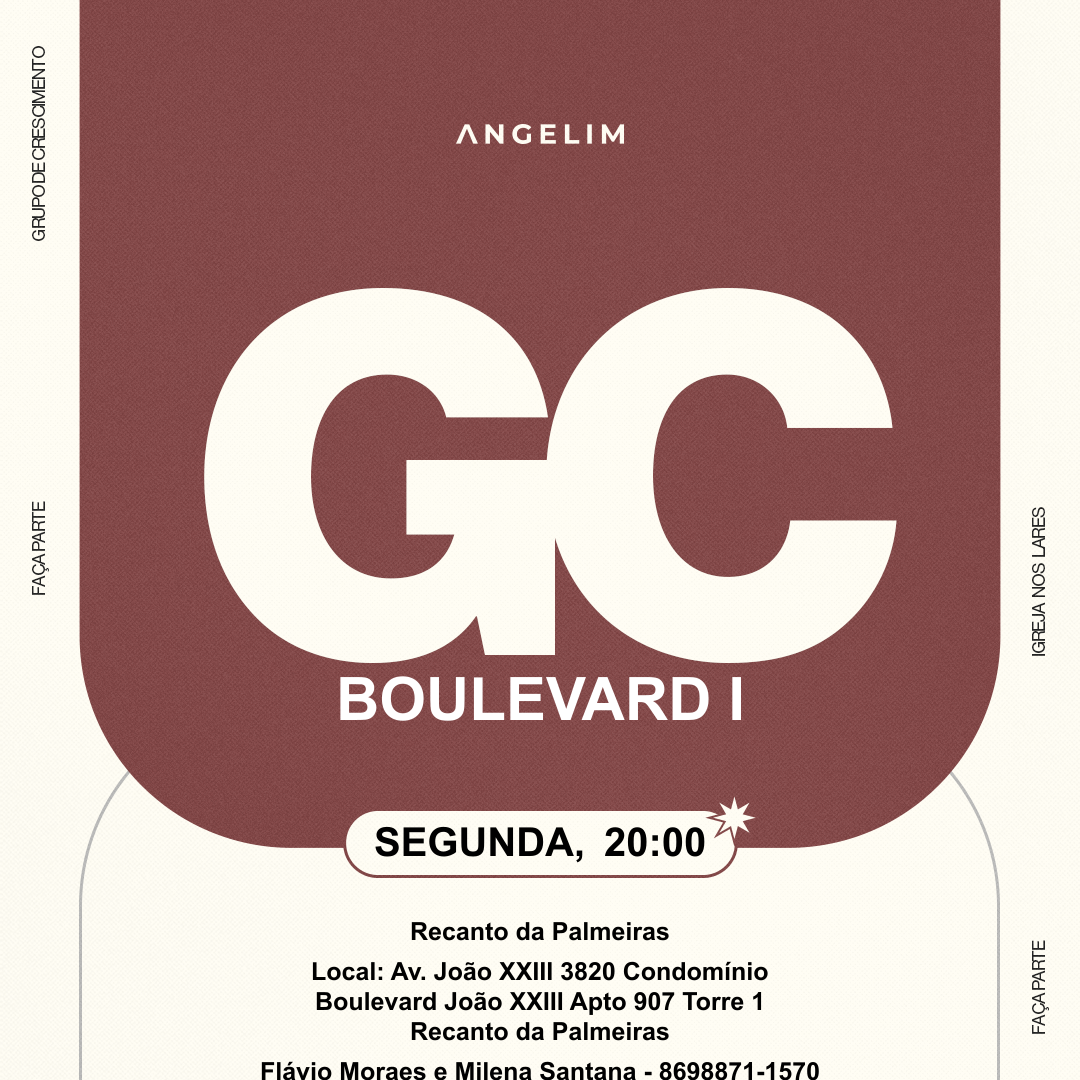 GRUPO DE CRESCIMENTO
ANGELIM
GC
BOULEVARD I
FAÇA PARTE
IGREJA NOS LARES
SEGUNDA, 20:00
Recanto da Palmeiras
Local: Av. João XXIII 3820 Condomínio
Boulevard João XXIII Apto 907 Torre 1
Recanto da Palmeiras
Flávio Moraes e Milena Santana - 8698871-1570
FAÇA PARTE